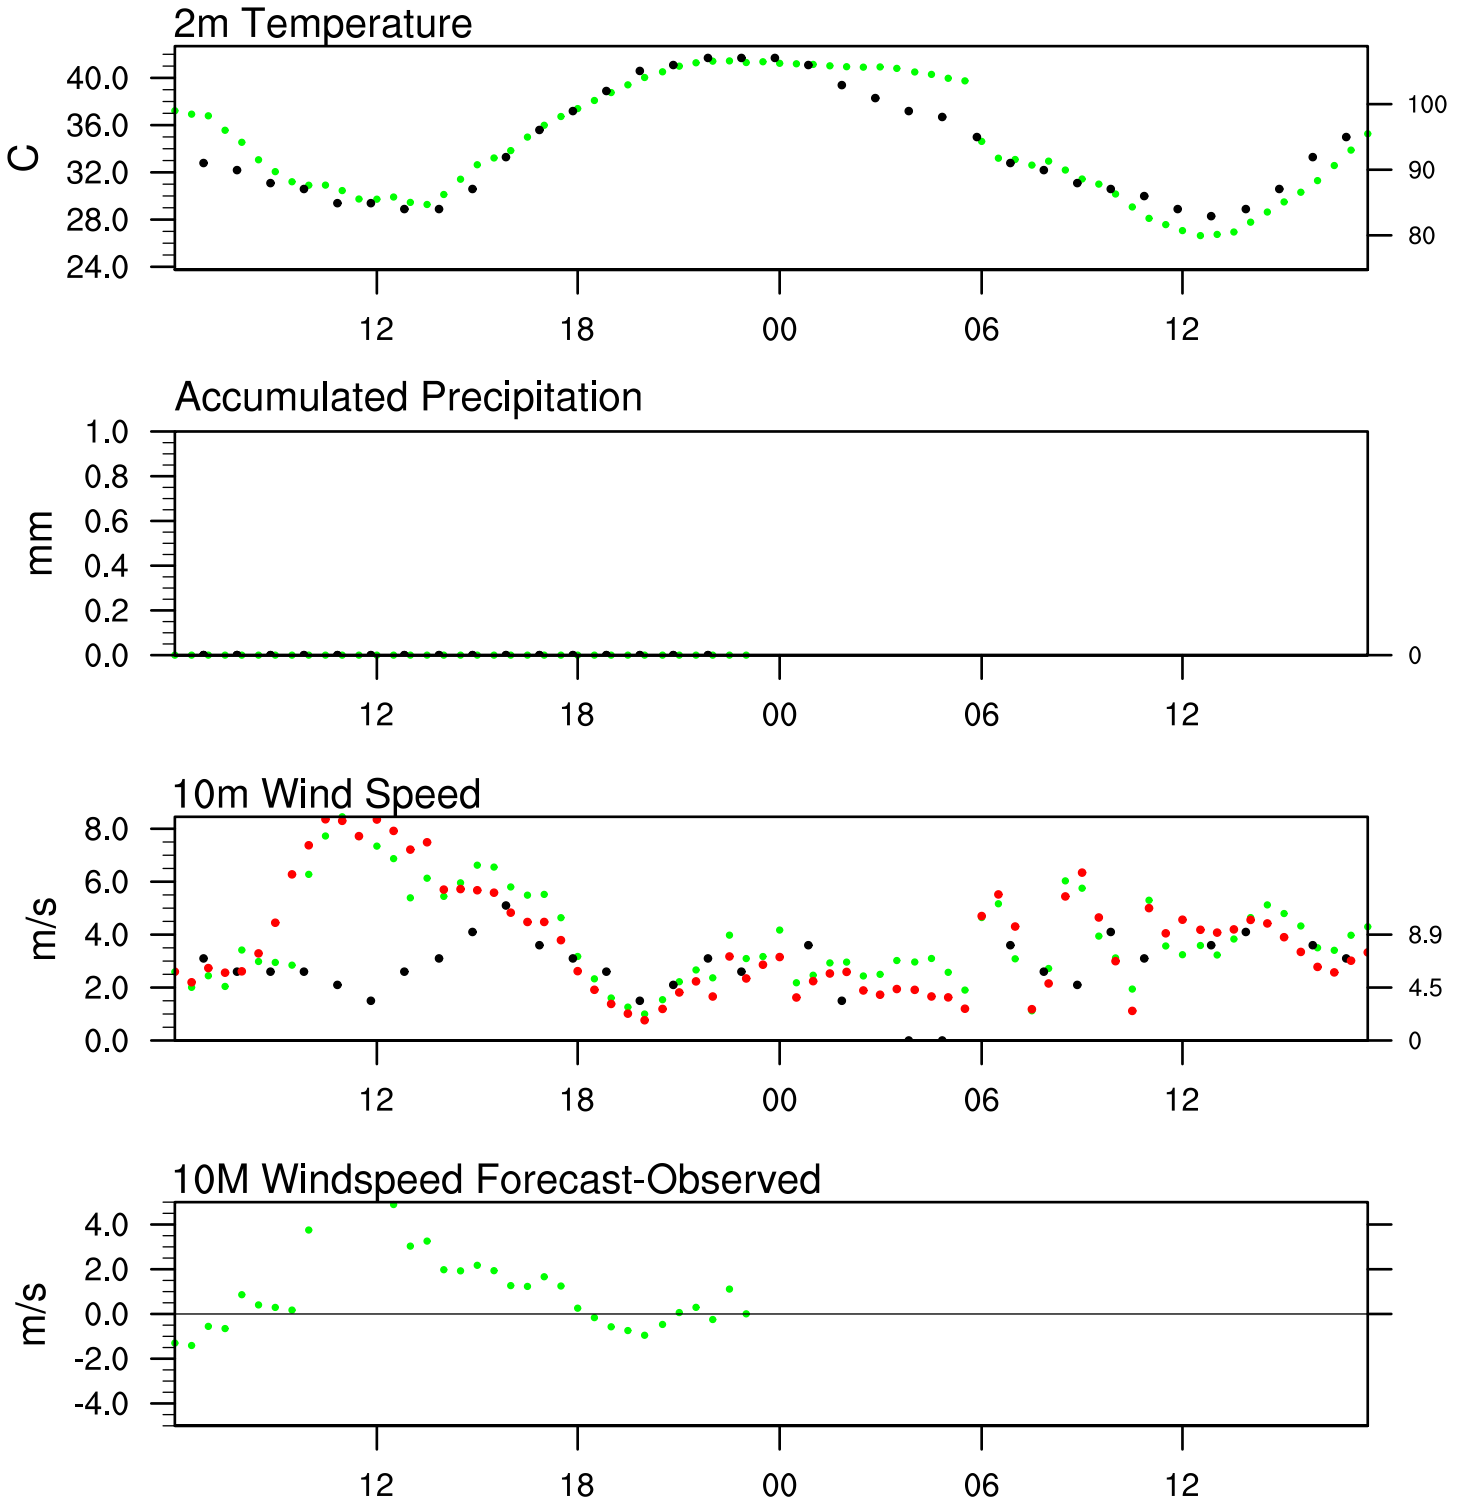 2m Temperature
40.0
36.0
32.0
28.0
24.0
C
100
90
80
12 18 00 06 12
Accumulated Precipitation
1.0
0.8
0.6
0.4
0.2
0.0
mm
0
12 18 00 06 12
10m Wind Speed
8.0
6.0
4.0
2.0
0.0
m/s
8.9
4.5
0
12 18 00 06 12
10M Windspeed Forecast-Observed
4.0
2.0
0.0
-2.0
-4.0
m/s
12 18 00 06 12